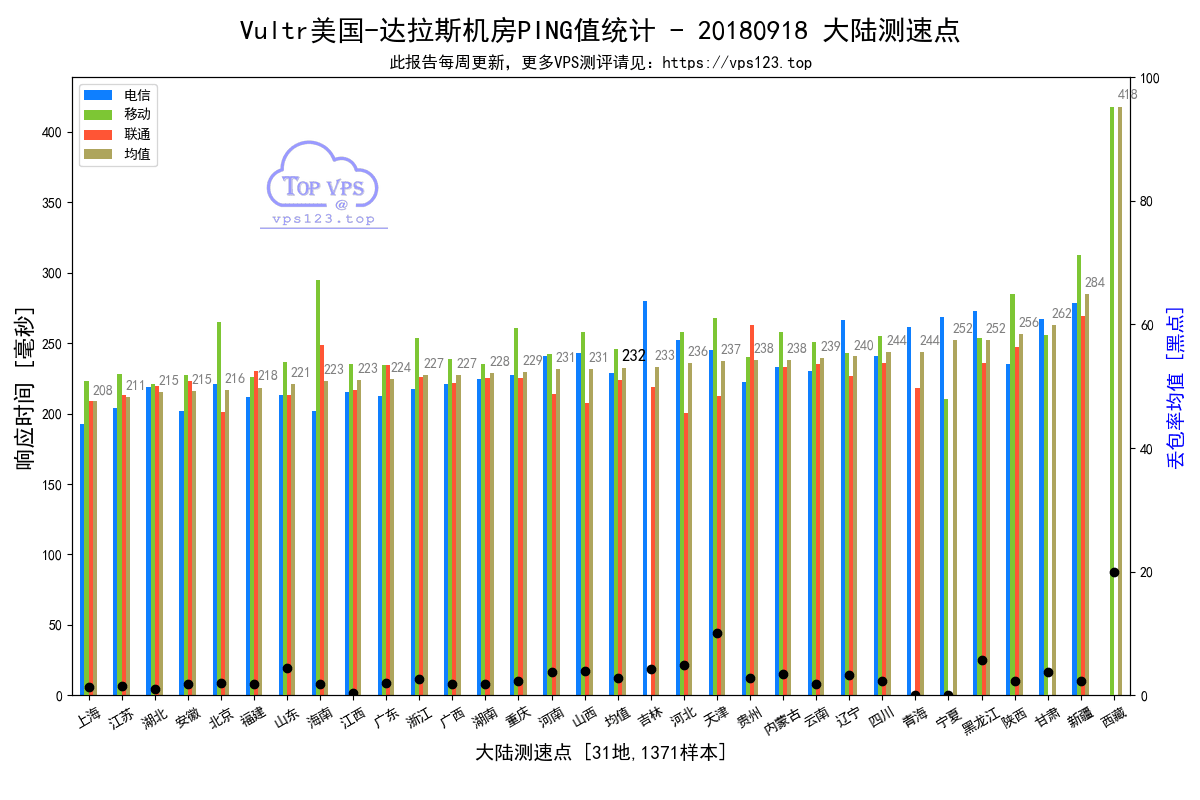 Vultr美国-达拉斯机房PING值统计 - 20180918 大陆测速点
此报告每周更新，更多VPS测评请见：https://vps123.top
电信
移动
联通
均值
TOP VPS
@
vps123.top
响应时间 [毫秒]
400
350
300
250
200
150
100
50
0
208
211
215
215
216
218
221
223
223
224
227
227
228
229
231
231
232
233
236
237
238
238
239
240
244
244
252
252
256
262
284
418
100
80
60
40
20
0
丢包率均值 [黑点]
上海
江苏
湖北
安徽
北京
福建
山东
海南
江西
广东
浙江
广西
湖南
重庆
河南
山西
均值
吉林
河北
天津
贵州
内蒙古
云南
辽宁
四川
青海
宁夏
黑龙江
陕西
甘肃
新疆
西藏
大陆测速点 [31地,1371样本]